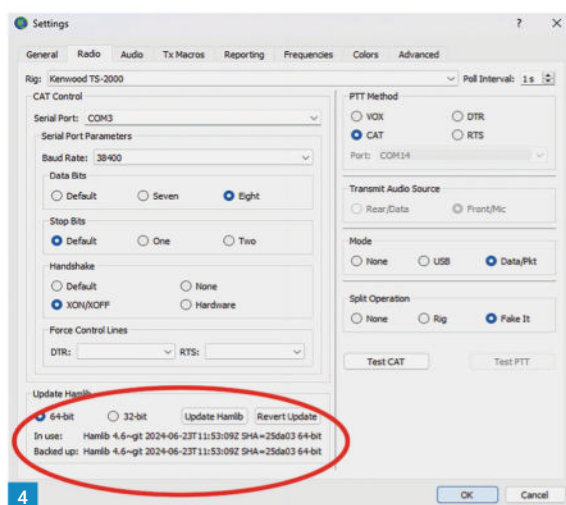 Settings
? ×
General Radio Audio Tx Macros Reporting Frequencies Colors Advanced
Rig: Kenwood TS-2000
Poll Interval: 1 s
CAT Control
Serial Port: COM3
Serial Port Parameters
Baud Rate: 38400
Data Bits
Default Seven Eight
Stop Bits
Default One Two
Handshake
Default None
XON/XOFF Hardware
Force Control Lines
DTR: RTS:
PTT Method
VOX DTR
CAT RTS
Port: COM14
Transmit Audio Source
Rear/Data Front/Mic
Mode
None USB Data/Pkt
Split Operation
None Rig Fake It
Test CAT Test PTT
Update Hamlib
64-bit 32-bit Update Hamlib Revert Update
In use: Hamlib 4.6~git 2024-06-23T11:53:09Z SHA=25da03 64-bit
Backed up: Hamlib 4.6~git 2024-06-23T11:53:09Z SHA=25da03 64-bit
OK Cancel
4